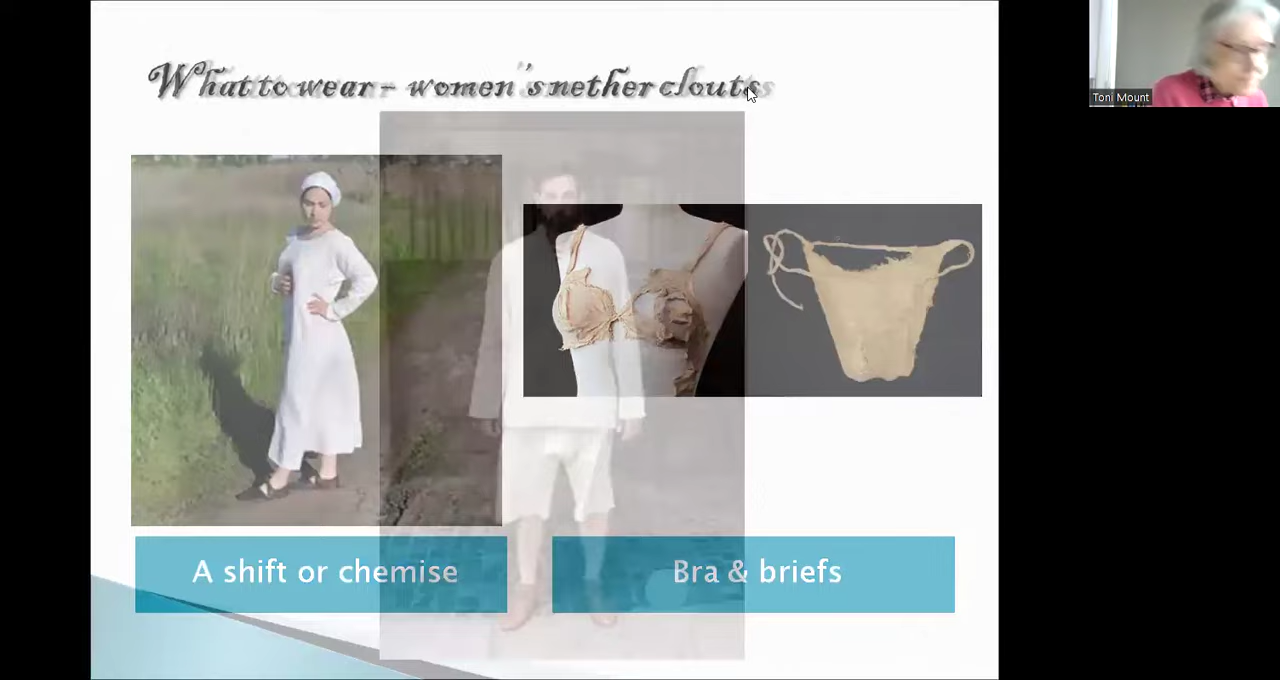 What to wear – women's nether clouts
Toni Mount
A shift or chemise
Bra & briefs